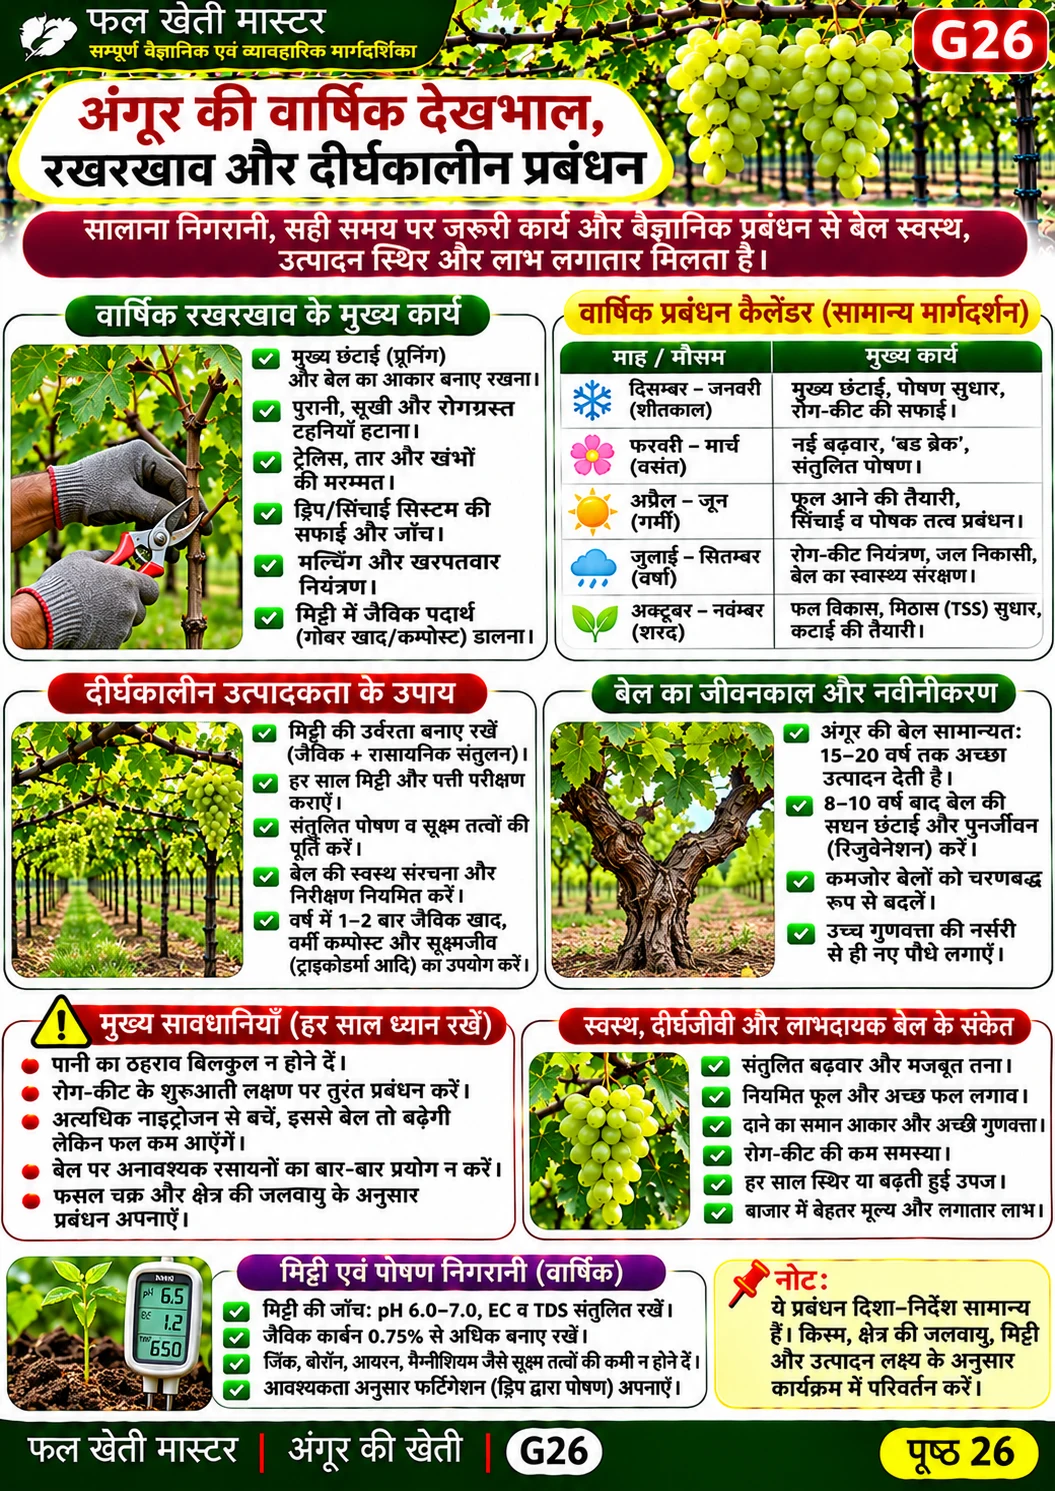 फल खेती मास्टर
सम्पूर्ण वैज्ञानिक एवं व्यावहारिक मार्गदर्शिका
G26
अंगूर की वार्षिक देखभाल,
रखरखाव और दीर्घकालीन प्रबंधन
सालाना निगरानी, सही समय पर जरूरी कार्य और वैज्ञानिक प्रबंधन से बेल स्वस्थ,
उत्पादन स्थिर और लाभ लगातार मिलता है।
वार्षिक रखरखाव के मुख्य कार्य
मुख्य छंटाई (प्रूनिंग)
और बेल का आकार बनाए रखना।
पुरानी, सूखी और रोगग्रस्त
टहनियाँ हटाना।
ट्रेलिस, तार और खंभों
की मरम्मत।
ड्रिप/सिंचाई सिस्टम की
सफाई और जाँच।
मल्चिंग और खरपतवार
नियंत्रण।
मिट्टी में जैविक पदार्थ
(गोबर खाद/कम्पोस्ट) डालना।
वार्षिक प्रबंधन कैलेंडर (सामान्य मार्गदर्शन)
माह / मौसम
मुख्य कार्य
दिसम्बर – जनवरी
(शीतकाल)
मुख्य छंटाई, पोषण सुधार,
रोग-कीट की सफाई।
फरवरी – मार्च
(वसंत)
नई बढ़वार, ‘बड ब्रेक’,
संतुलित पोषण।
अप्रैल – जून
(गर्मी)
फूल आने की तैयारी,
सिंचाई व पोषक तत्व प्रबंधन।
जुलाई – सितम्बर
(वर्षा)
रोग-कीट नियंत्रण, जल निकासी,
बेल का स्वास्थ्य संरक्षण।
अक्टूबर – नवंम्बर
(शरद)
फल विकास, मिठास (TSS) सुधार,
कटाई की तैयारी।
दीर्घकालीन उत्पादकता के उपाय
मिट्टी की उर्वरता बनाए रखें
(जैविक + रासायनिक संतुलन)।
हर साल मिट्टी और पत्ती परीक्षण
कराऐं।
संतुलित पोषण व सूक्ष्म तत्वों की
पूर्ति करें।
बेल की स्वस्थ संरचना और
निरीक्षण नियमित करें।
वर्ष में 1–2 बार जैविक खाद,
वर्मी कम्पोस्ट और सूक्ष्मजीव
(ट्राइकोडर्मा आदि) का उपयोग करें।
बेल का जीवनकाल और नवीनीकरण
अंगूर की बेल सामान्यत:
15–20 वर्ष तक अच्छा
उत्पादन देती है।
8–10 वर्ष बाद बेल की
सघन छंटाई और पुनर्जीवन
(रिजुवेनेशन) करें।
कमजोर बेलों को चरणबद्ध
रूप से बदलें।
उच्च गुणवत्ता की नर्सरी
से ही नए पौधे लगाऐं।
मुख्य सावधानियाँ (हर साल ध्यान रखें)
पानी का ठहराव बिलकुल न होने दें।
रोग-कीट के शुरुआती लक्षण पर तुरंत प्रबंधन करें।
अत्यधिक नाइट्रोजन से बचें, इससे बेल तो बढ़ेगी
लेकिन फल कम आऐंगें।
बेल पर अनावश्यक रसायनों का बार-बार प्रयोग न करें।
फसल चक्र और क्षेत्र की जलवायु के अनुसार
प्रबंधन अपनाऐं।
स्वस्थ, दीर्घजीवी और लाभदायक बेल के संकेत
संतुलित बढ़वार और मजबूत तना।
नियमित फूल और अच्छ फल लगाव।
दाने का समान आकार और अच्छी गुणवत्ता।
रोग-कीट की कम समस्या।
हर साल स्थिर या बढ़ती हुई उपज।
बाजार में बेहतर मूल्य और लगातार लाभ।
pH 6.5
1.2
650
मिट्टी एवं पोषण निगरानी (वार्षिक)
मिट्टी की जाँच: pH 6.0–7.0, EC व TDS संतुलित रखें।
जैविक कार्बन 0.75% से अधिक बनाए रखें।
जिंक, बोरॉन, आयरन, मैग्नीशियम जैसे सूक्ष्म तत्वों की कमी न होने दें।
आवश्यकता अनुसार फर्टिगेशन (ड्रिप द्वारा पोषण) अपनाऐं।
नोट:
ये प्रबंधन दिशा–निर्देश सामान्य
हैं। किस्म, क्षेत्र की जलवायु, मिट्टी
और उत्पादन लक्ष्य के अनुसार
कार्यक्रम में परिवर्तन करें।
फल खेती मास्टर | अंगूर की खेती | G26
पृष्ठ 26